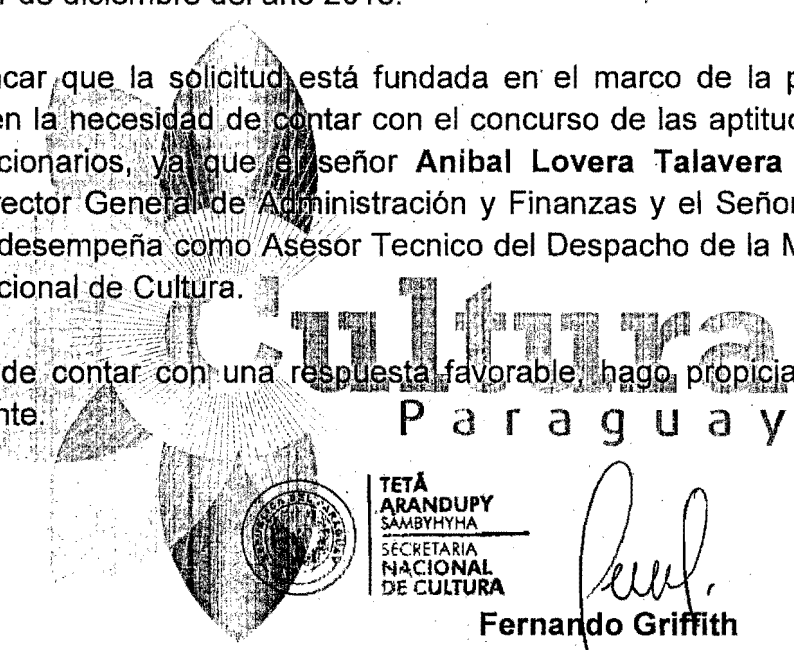 de diciembre del año 2018.
car que la solicitud está fundada en el marco de la p
en la necesidad de contar con el concurso de las aptitud
cionarios, ya que el señor Anibal Lovera Talavera
rector General de Administración y Finanzas y el Señor
desempeña como Asesor Tecnico del Despacho de la M
cional de Cultura.
Cultura
de contar con una respuesta favorable, hago propicia
nte.
Paraguay
TETÃ
ARANDUPY
SÃMBYHYHA
SECRETARIA
NACIONAL
DE CULTURA
Fernando Griffith